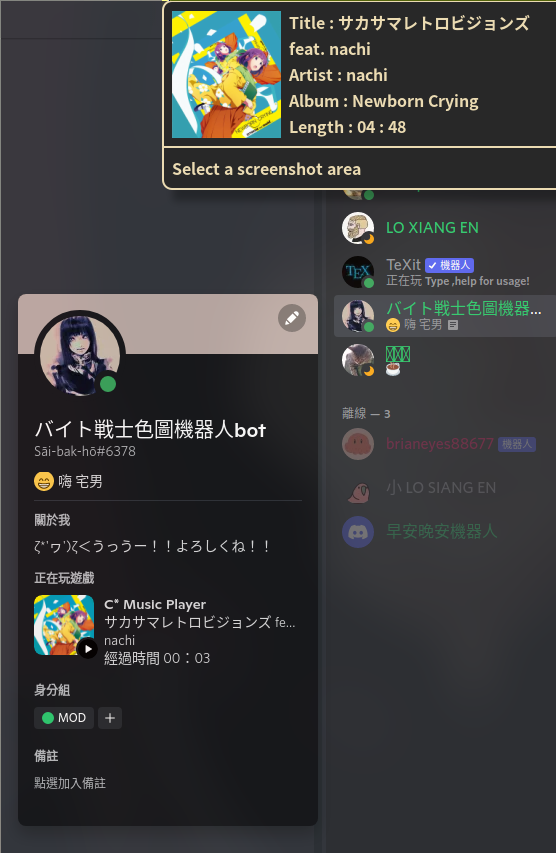 Title : サカサマレトロビジョンズ
feat. nachi
Artist : nachi
Album : Newborn Crying
Length : 04 : 48
Select a screenshot area
LO XIANG EN
TeXit ✓ 機器人
正在玩 Type ,help for usage!
バイト戦士色圖機器...
😁 嗨 宅男
離線 — 3
brianeyes88677 機器人
小 LO SIANG EN
早安晚安機器人
バイト戦士色圖機器人bot
Sāi-bak-hō#6378
😁 嗨 宅男
關於我
ζ*'ヮ')ζ<うっうー！！よろしくね！！
正在玩遊戲
C* Music Player
サカサマレトロビジョンズ fe...
nachi
經過時間 00：03
身分組
MOD +
備註
點選加入備註